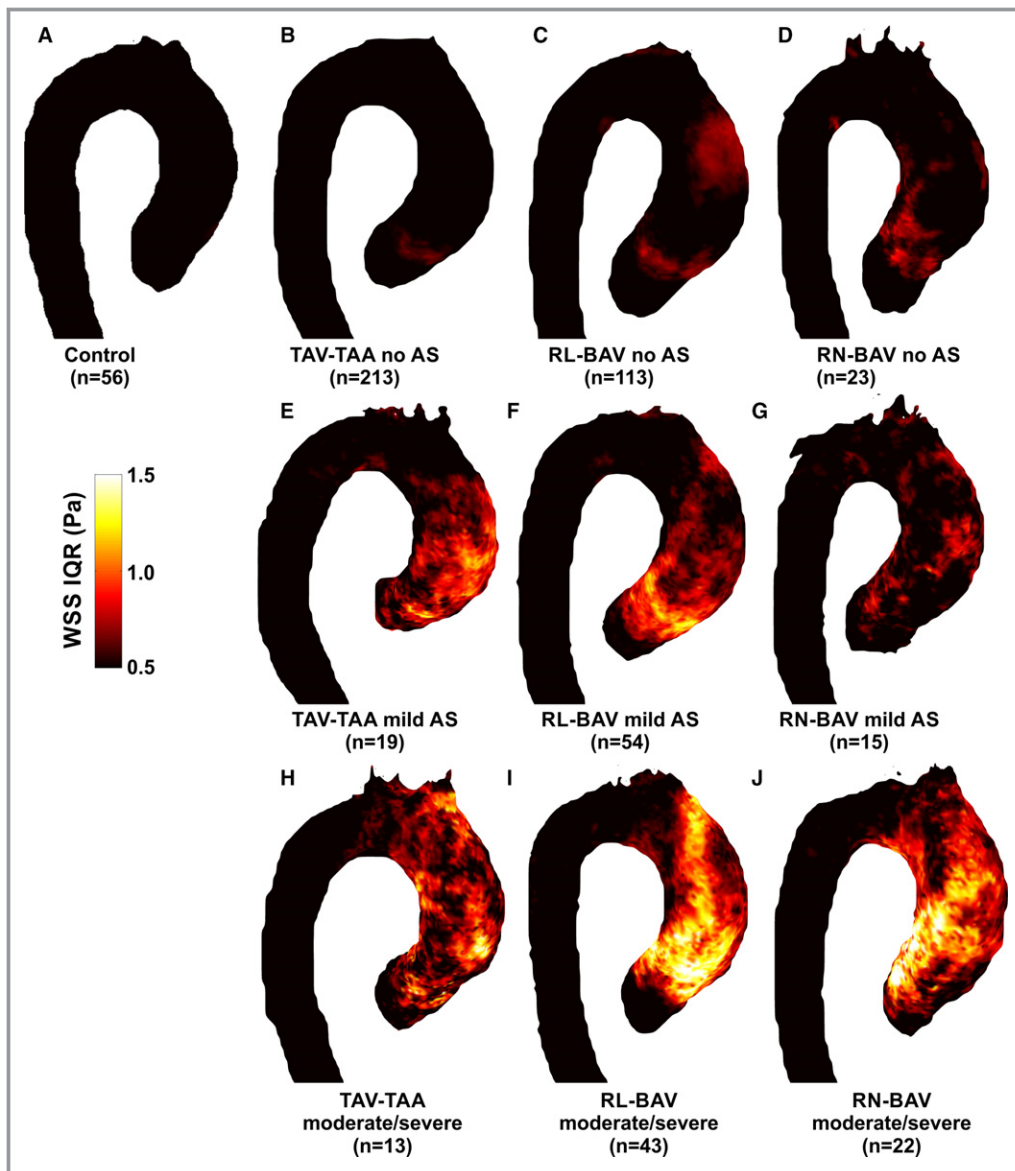 A
B
C
D
Control
(n=56)
TAV-TAA no AS
(n=213)
RL-BAV no AS
(n=113)
RN-BAV no AS
(n=23)
E
F
G
WSS IQR (Pa)
1.5
1.0
0.5
TAV-TAA mild AS
(n=19)
RL-BAV mild AS
(n=54)
RN-BAV mild AS
(n=15)
H
I
J
TAV-TAA
moderate/severe
(n=13)
RL-BAV
moderate/severe
(n=43)
RN-BAV
moderate/severe
(n=22)